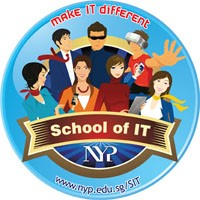 make IT different
School of IT
NYP
www.nyp.edu.sg/SIT